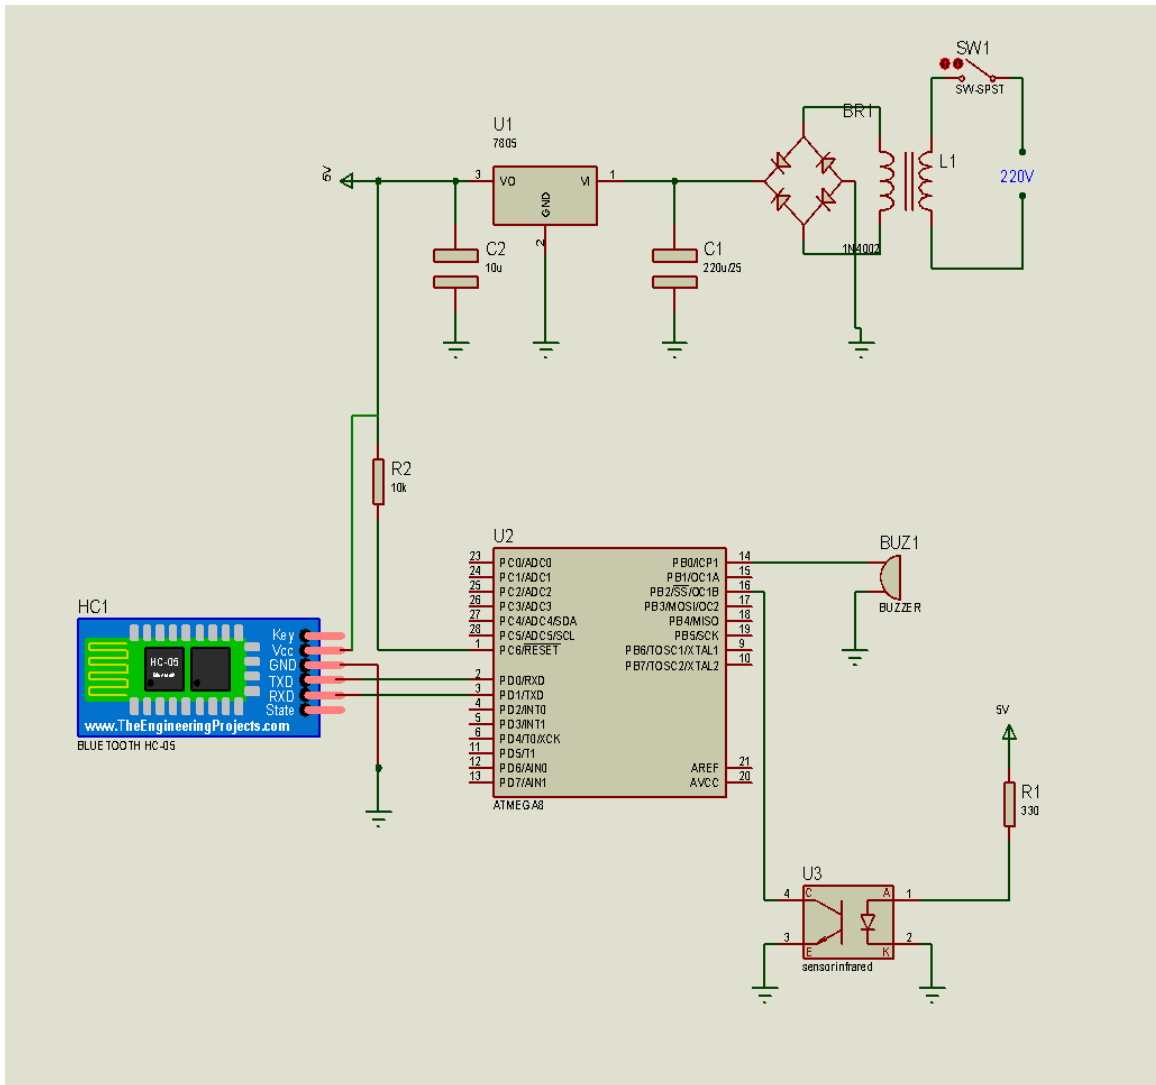 SW1
SW-SPST
BR1
U1
7805
5V
3
VO
VI
1
GND
2
L1
220V
C2
10u
C1
220u/25
1N4002
R2
10k
U2
BUZ1
BUZZER
23
PC0/ADC0
PB0/ICP1
14
24
PC1/ADC1
PB1/OC1A
15
25
PC2/ADC2
PB2/SS/OC1B
16
26
PC3/ADC3
PB3/MOSI/OC2
17
27
PC4/ADC4/SDA
PB4/MISO
18
28
PC5/ADC5/SCL
PB5/SCK
19
1
PC6/RESET
PB6/TOSC1/XTAL1
9
PB7/TOSC2/XTAL2
10
2
PD0/RXD
3
PD1/TXD
4
PD2/INT0
5
PD3/INT1
6
PD4/T0/XCK
11
PD5/T1
12
PD6/AIN0
AREF
21
13
PD7/AIN1
AVCC
20
ATMEGA8
HC1
Key
Vcc
GND
TXD
RXD
State
HC-05
www.TheEngineeringProjects.com
BLUETOOTH HC-05
5V
R1
330
U3
4
C
A
1
3
E
K
2
sensorinfrared